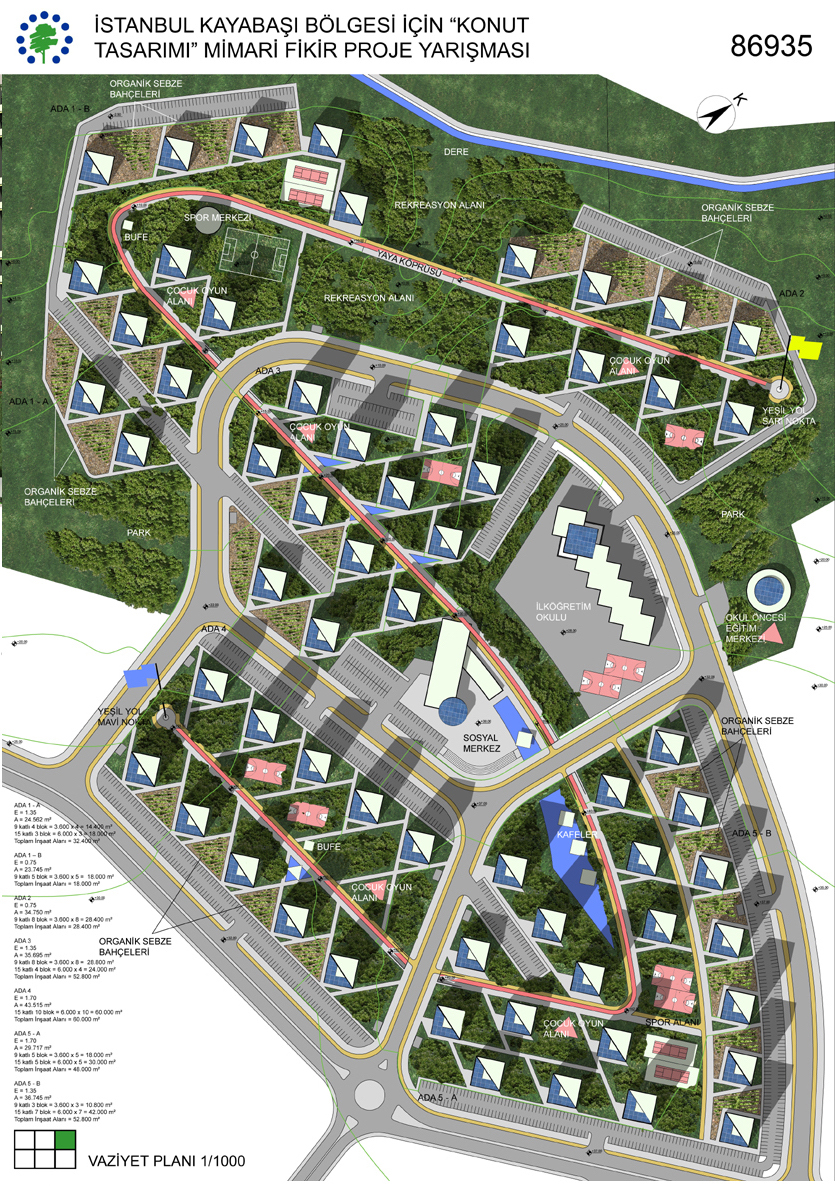 İSTANBUL KAYABAŞI BÖLGESİ İÇİN “KONUT
TASARIMI” MİMARİ FİKİR PROJE YARIŞMASI
86935
K
ORGANİK SEBZE
BAHÇELERİ
ADA 1 - B
DERE
SPOR MERKEZİ
REKREASYON ALANI
ORGANİK SEBZE
BAHÇELERİ
BUFE
YAYA KÖPRUSU
ÇOCUK OYUN
ALANI
REKREASYON ALANI
ADA 2
ÇOCUK OYUN
ALANI
ADA 3
ADA 1 - A
YEŞİL YOL
SARI NOKTA
ÇOCUK OYUN
ALANI
ORGANİK SEBZE
BAHÇELERİ
PARK
PARK
İLKÖĞRETİM
OKULU
OKUL ÖNCESİ
EĞİTİM
MERKEZİ
ADA 4
YEŞİL YOL
MAVİ NOKTA
SOSYAL
MERKEZ
ORGANİK SEBZE
BAHÇELERİ
KAFELER
ADA 5 - B
BUFE
ÇOCUK OYUN
ALANI
ORGANİK SEBZE
BAHÇELERİ
ÇOCUK OYUN
ALANI
SPOR ALANI
ADA 5 - A
ADA 1 - A
E = 1.35
A = 24.562 m²
9 katlı 4 blok = 3.600 x 4 = 14.400 m²
15 katlı 3 blok = 6.000 x 3 = 18.000 m²
Toplam İnşaat Alanı = 32.400 m²
ADA 1 – B
E = 0.75
A = 23.745 m²
9 katlı 5 blok = 3.600 x 5 = 18.000 m²
Toplam İnşaat Alanı = 18.000 m²
ADA 2
E = 0.75
A = 34.750 m²
9 katlı 8 blok = 3.600 x 8 = 28.400 m²
Toplam İnşaat Alanı = 28.400 m²
ADA 3
E = 1.35
A = 35.695 m²
9 katlı 8 blok = 3.600 x 8 = 28.800 m²
15 katlı 4 blok = 6.000 x 4 = 24.000 m²
Toplam İnşaat Alanı = 52.800 m²
ADA 4
E = 1.70
A = 43.515 m²
15 katlı 10 blok = 6.000 x 10 = 60.000 m²
Toplam İnşaat Alanı = 60.000 m²
ADA 5 - A
E = 1.70
A = 29.717 m²
9 katlı 5 blok = 3.600 x 5 = 18.000 m²
15 katlı 5 blok = 6.000 x 5 = 30.000 m²
Toplam İnşaat Alanı = 48.000 m²
ADA 5 - B
E = 1.35
A = 36.745 m²
9 katlı 3 blok = 3.600 x 3 = 10.800 m²
15 katlı 7 blok = 6.000 x 7 = 42.000 m²
Toplam İnşaat Alanı = 52.800 m²
VAZİYET PLANI 1/1000